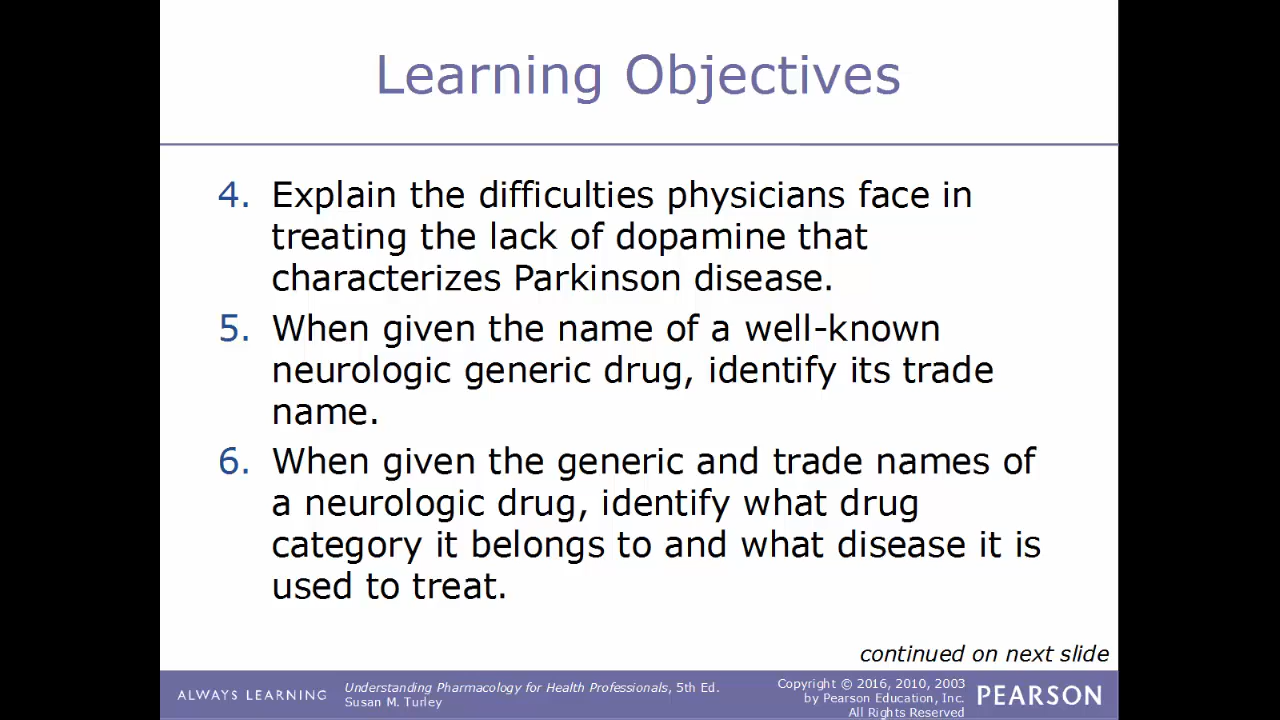 Learning Objectives
4. Explain the difficulties physicians face in
treating the lack of dopamine that
characterizes Parkinson disease.
5. When given the name of a well-known
neurologic generic drug, identify its trade
name.
6. When given the generic and trade names of
a neurologic drug, identify what drug
category it belongs to and what disease it is
used to treat.
continued on next slide
ALWAYS LEARNING
Understanding Pharmacology for Health Professionals, 5th Ed.
Susan M. Turley
Copyright © 2016, 2010, 2003
by Pearson Education, Inc.
All Rights Reserved
PEARSON